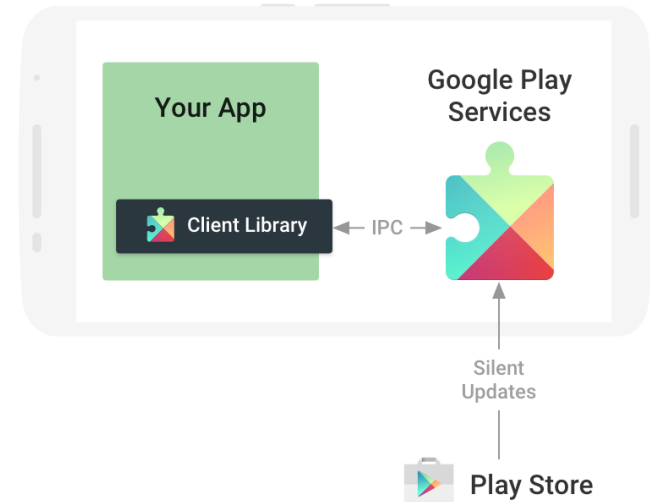 Your App
Google Play
Services
Client Library
IPC
Silent
Updates
Play Store